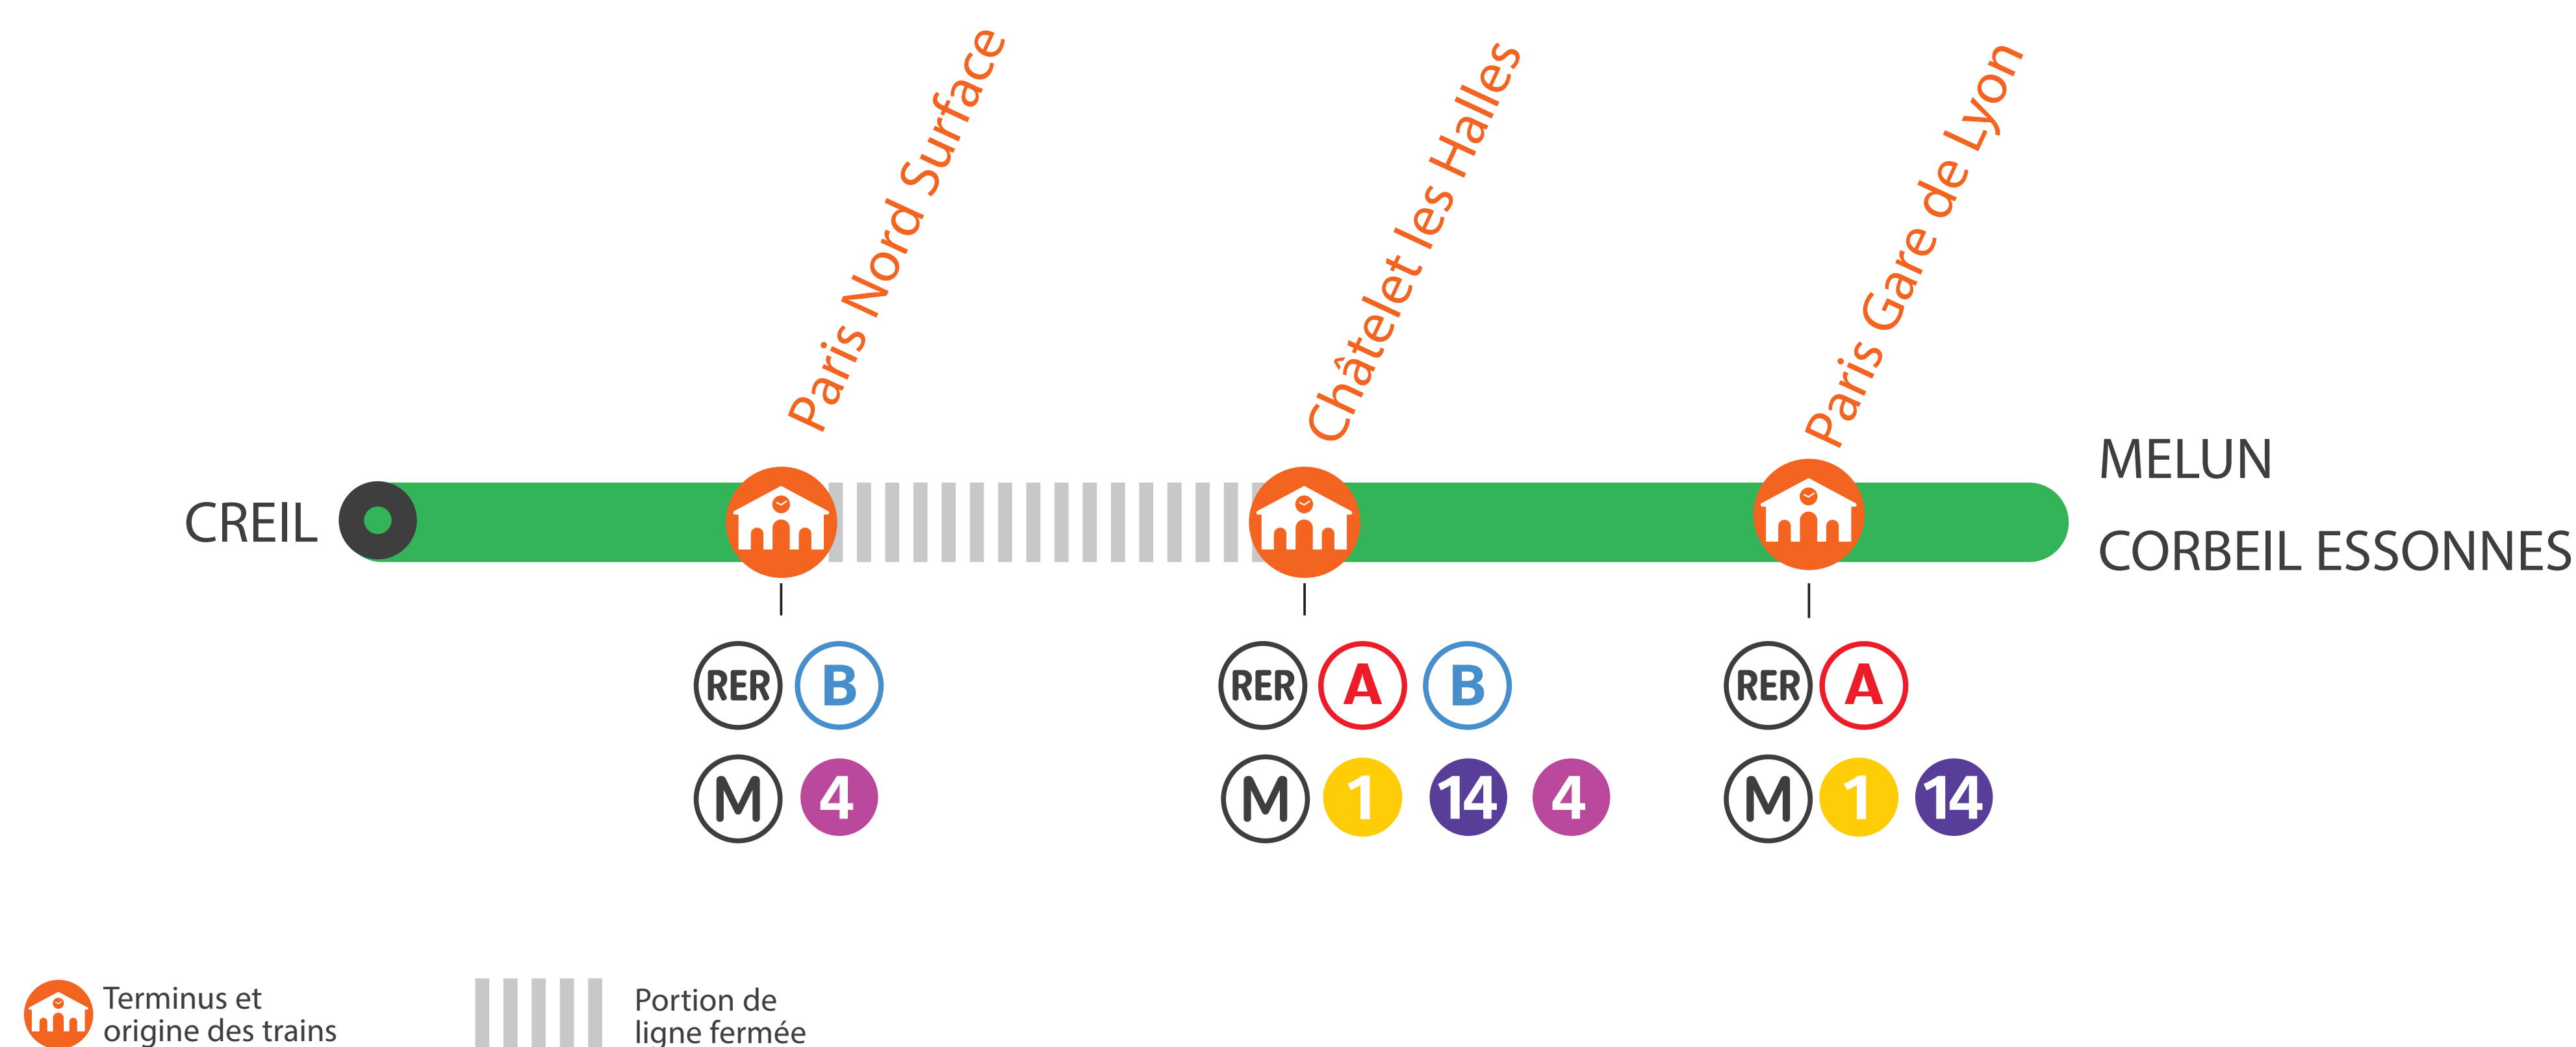 Paris Nord Surface
Châtelet les Halles
Paris Gare de Lyon
CREIL
MELUN
CORBEIL ESSONNES
RER B
RER A B
RER A
M 4
M 1 14 4
M 1 14
Terminus et
origine des trains
Portion de
ligne fermée